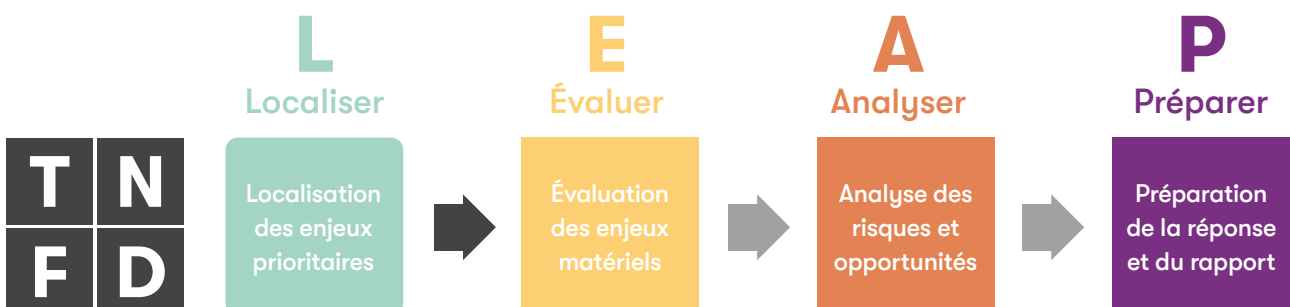 L
Localiser
E
Évaluer
A
Analyser
P
Préparer
T N
F D
Localisation
des enjeux
prioritaires
Évaluation
des enjeux
matériels
Analyse des
risques et
opportunités
Préparation
de la réponse
et du rapport